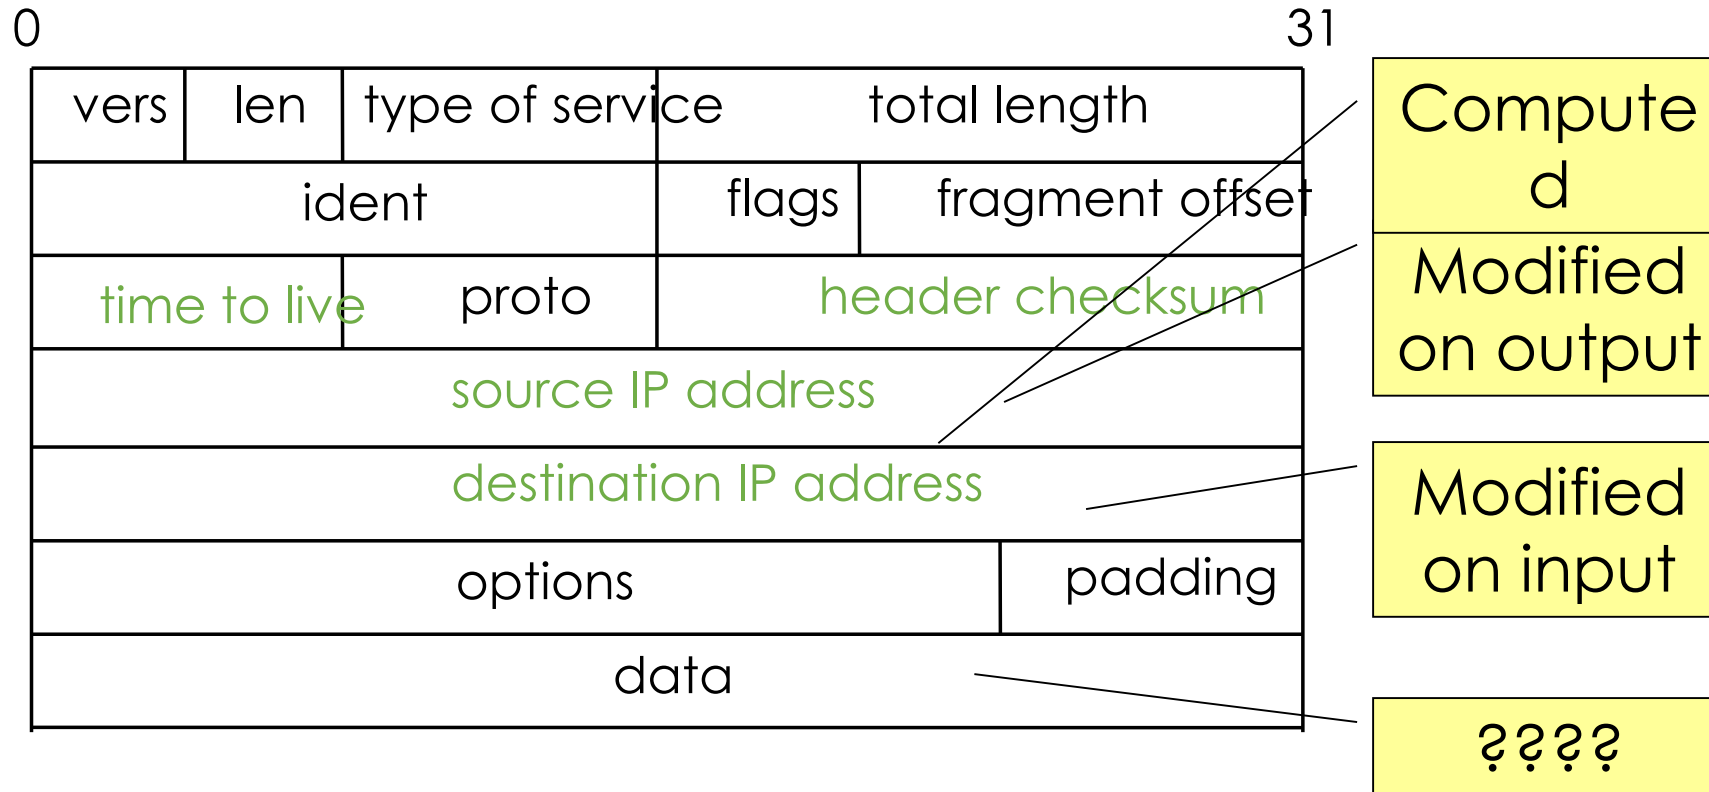 0 31
vers len type of service total length
ident flags fragment offset
time to live proto header checksum
source IP address
destination IP address
options padding
data
Compute
d
Modified
on output
Modified
on input
????